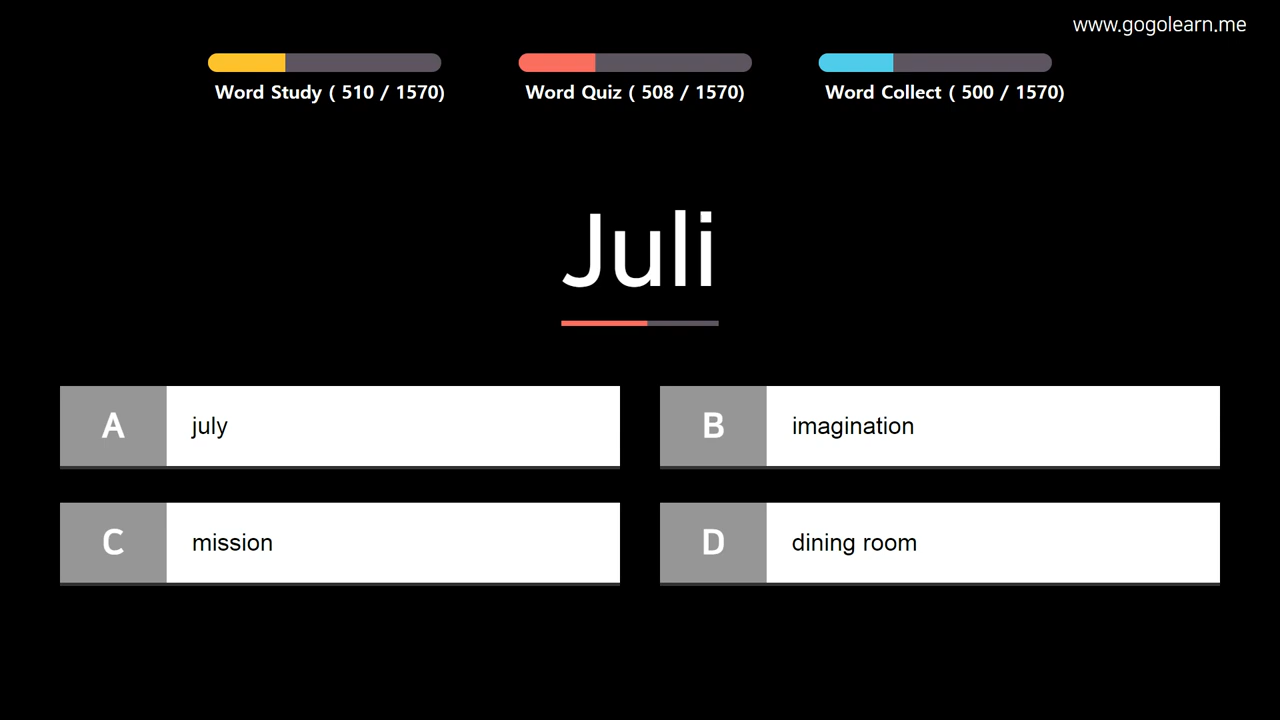 www.gogolearn.me
Word Study ( 510 / 1570)
Word Quiz ( 508 / 1570)
Word Collect ( 500 / 1570)
Juli
A july
B imagination
C mission
D dining room